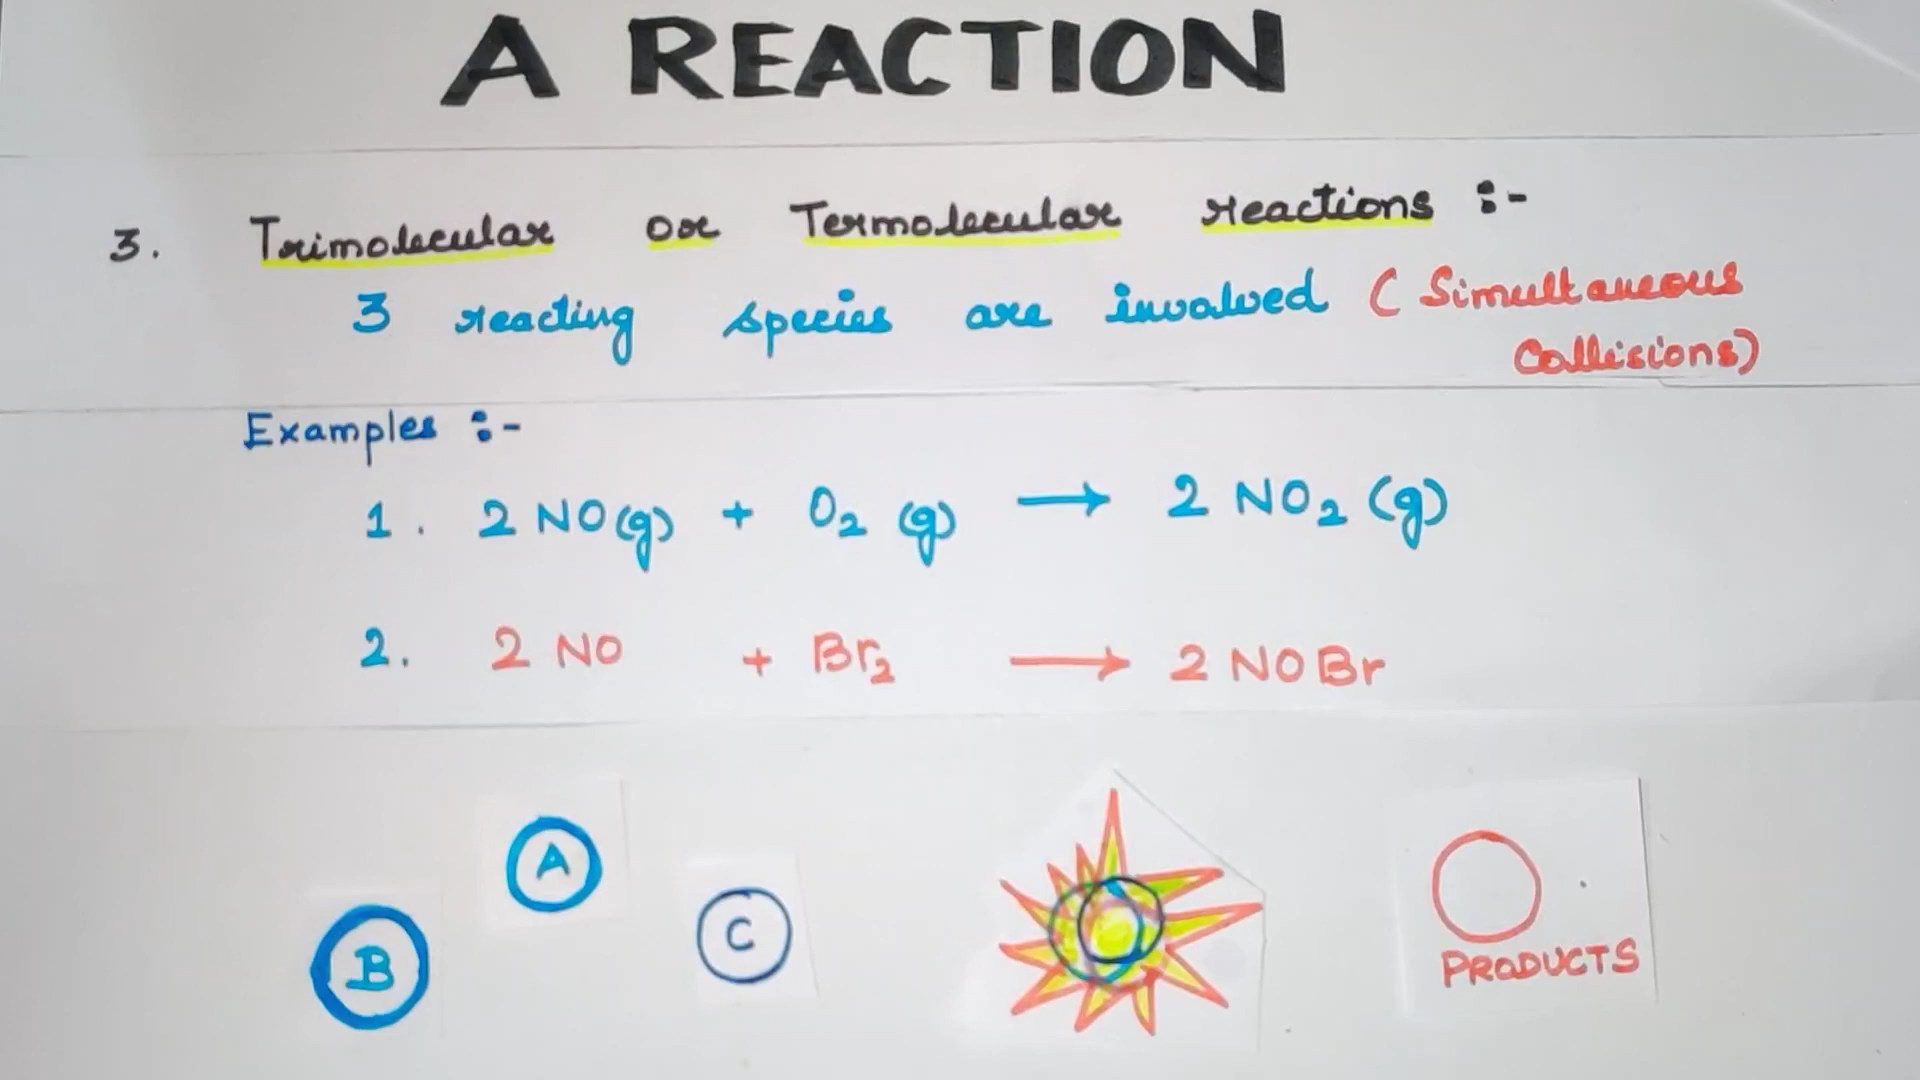 A REACTION
3. Trimolecular or Termolecular reactions :-
3 reacting species are involved ( Simultaneous
Collisions)
Examples :-
1. 2 NO(g) + O₂ (g) → 2 NO₂ (g)
2. 2 NO + Br₂ → 2 NOBr
A
B
C
PRODUCTS